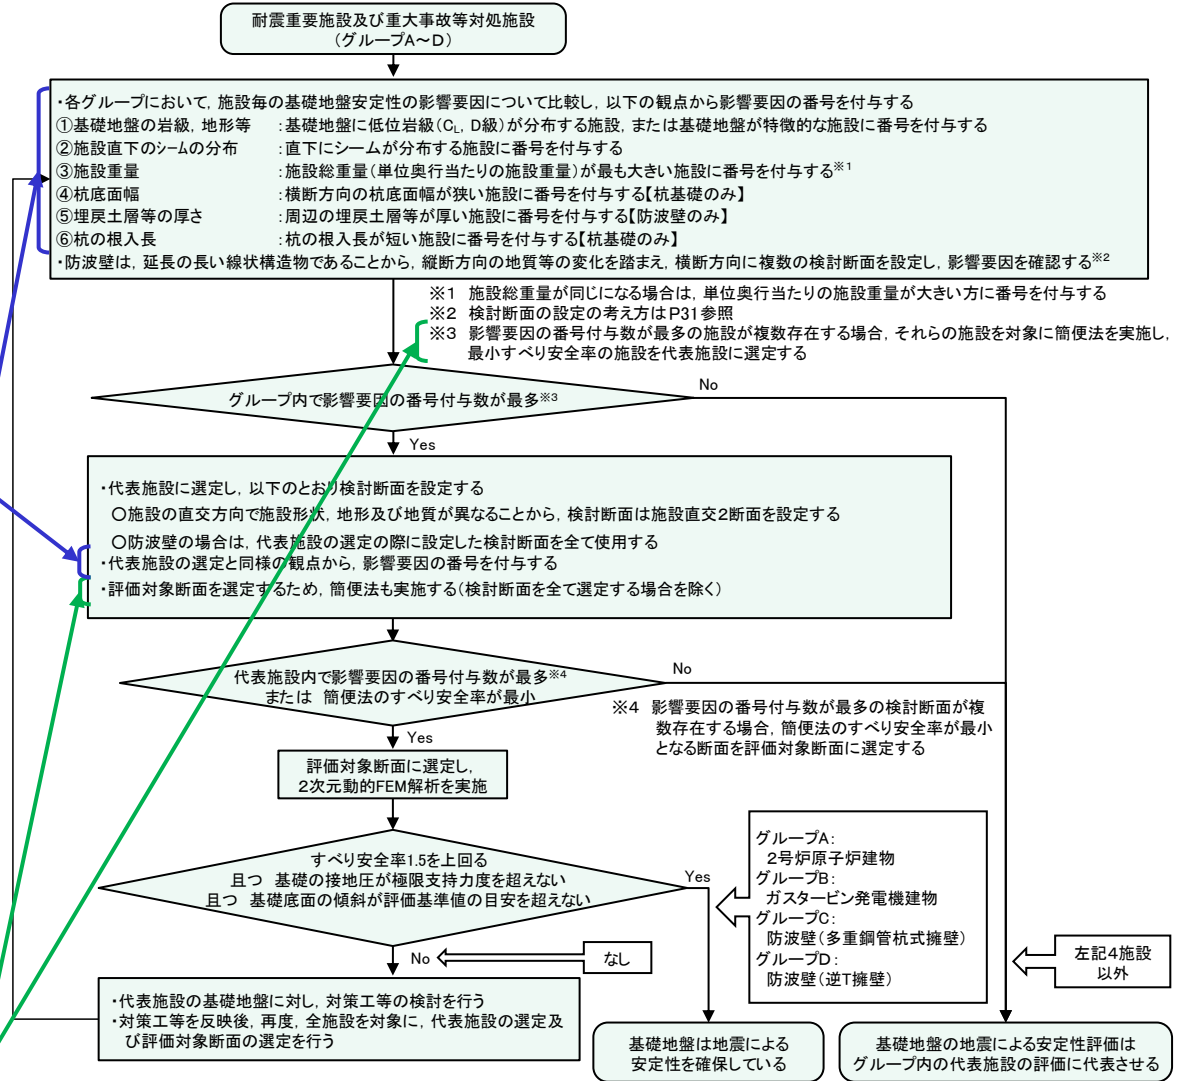 耐震重要施設及び重大事故等対処施設
（グループA～D）
・各グループにおいて，施設毎の基礎地盤安定性の影響要因について比較し，以下の観点から影響要因の番号を付与する
①基礎地盤の岩級，地形等　：基礎地盤に低位岩級（CL，D級）が分布する施設，または基礎地盤が特徴的な施設に番号を付与する
②施設直下のシームの分布　：直下にシームが分布する施設に番号を付与する
③施設重量　：施設総重量（単位奥行当たりの施設重量）が最も大きい施設に番号を付与する※1
④杭底面幅　：横断方向の杭底面幅が狭い施設に番号を付与する【杭基礎のみ】
⑤埋戻土層等の厚さ　：周辺の埋戻土層等が厚い施設に番号を付与する【防波壁のみ】
⑥杭の根入長　：杭の根入長が短い施設に番号を付与する【杭基礎のみ】
・防波壁は，延長の長い線状構造物であることから，縦断方向の地質等の変化を踏まえ，横断方向に複数の検討断面を設定し，影響要因を確認する※2
※1　施設総重量が同じになる場合は，単位奥行当たりの施設重量が大きい方に番号を付与する
※2　検討断面の設定の考え方はP31参照
※3　影響要因の番号付与数が最多の施設が複数存在する場合，それらの施設を対象に簡便法を実施し，
最小すべり安全率の施設を代表施設に選定する
グループ内で影響要因の番号付与数が最多※3
No
Yes
・代表施設に選定し，以下のとおり検討断面を設定する
○施設の直交方向で施設形状，地形及び地質が異なることから，検討断面は施設直交2断面を設定する
○防波壁の場合は，代表施設の選定の際に設定した検討断面を全て使用する
・代表施設の選定と同様の観点から，影響要因の番号を付与する
・評価対象断面を選定するため，簡便法も実施する（検討断面を全て選定する場合を除く）
代表施設内で影響要因の番号付与数が最多※4
または　簡便法のすべり安全率が最小
No
Yes
※4　影響要因の番号付与数が最多の検討断面が複
数存在する場合，簡便法のすべり安全率が最小
となる断面を評価対象断面に選定する
評価対象断面に選定し，
2次元動的FEM解析を実施
すべり安全率1.5を上回る
且つ　基礎の接地圧が極限支持力度を超えない
且つ　基礎底面の傾斜が評価基準値の目安を超えない
Yes
No
なし
グループA：
2号炉原子炉建物
グループB：
ガスタービン発電機建物
グループC：
防波壁（多重鋼管杭式擁壁）
グループD：
防波壁（逆T擁壁）
左記4施設
以外
・代表施設の基礎地盤に対し，対策工等の検討を行う
・対策工等を反映後，再度，全施設を対象に，代表施設の選定及
び評価対象断面の選定を行う
基礎地盤は地震による
安定性を確保している
基礎地盤の地震による安定性評価は
グループ内の代表施設の評価に代表させる